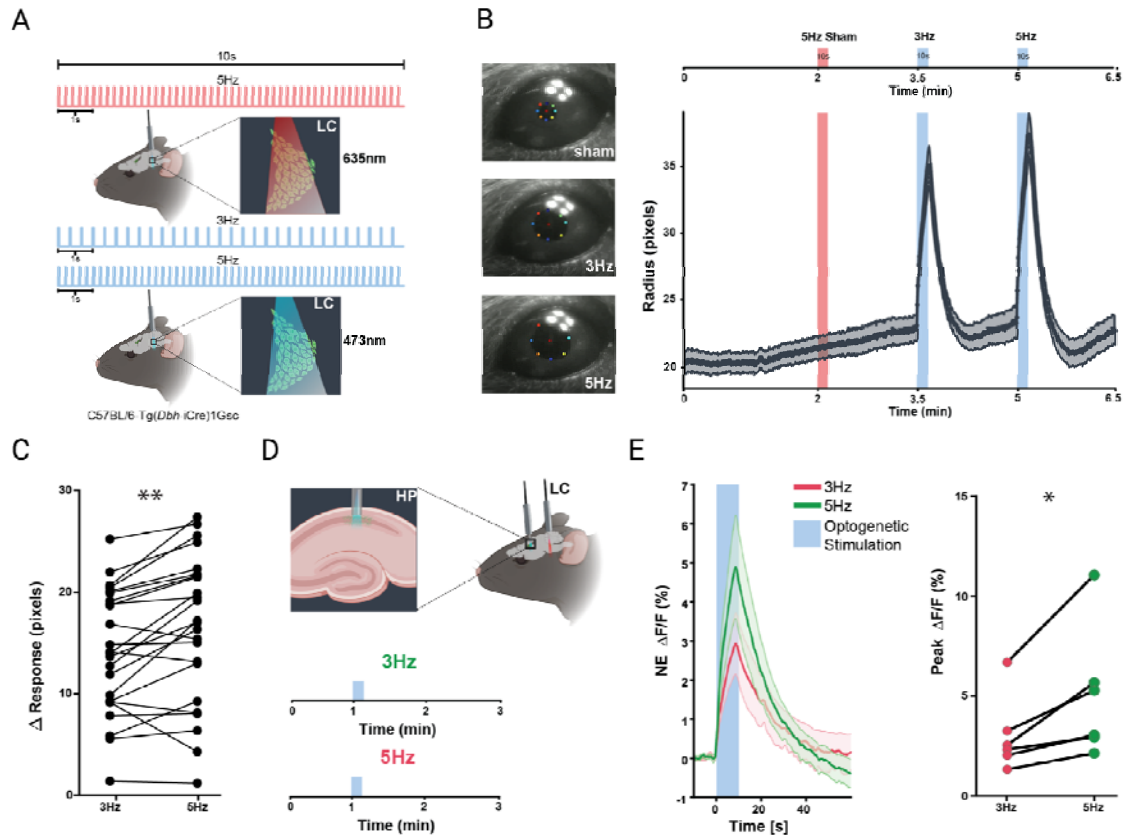 A
10s
5Hz
1s
LC
635nm
3Hz
1s
5Hz
1s
LC
473nm
C57BL/6-Tg(Dbh-iCre)1Gsc
B
sham
3Hz
5Hz
5Hz Sham
3Hz
5Hz
10s
10s
10s
0
2
3.5
5
6.5
Time (min)
Radius (pixels)
35
30
25
20
0
2
3.5
5
6.5
Time (min)
C
**
Δ Response (pixels)
30
20
10
0
3Hz
5Hz
D
HP
LC
3Hz
0
1
2
3
Time (min)
5Hz
0
1
2
3
Time (min)
E
NE ΔF/F (%)
7
6
5
4
3
2
1
0
-1
0
20
40
Time [s]
3Hz
5Hz
Optogenetic
Stimulation
*
Peak ΔF/F (%)
15
10
5
0
3Hz
5Hz